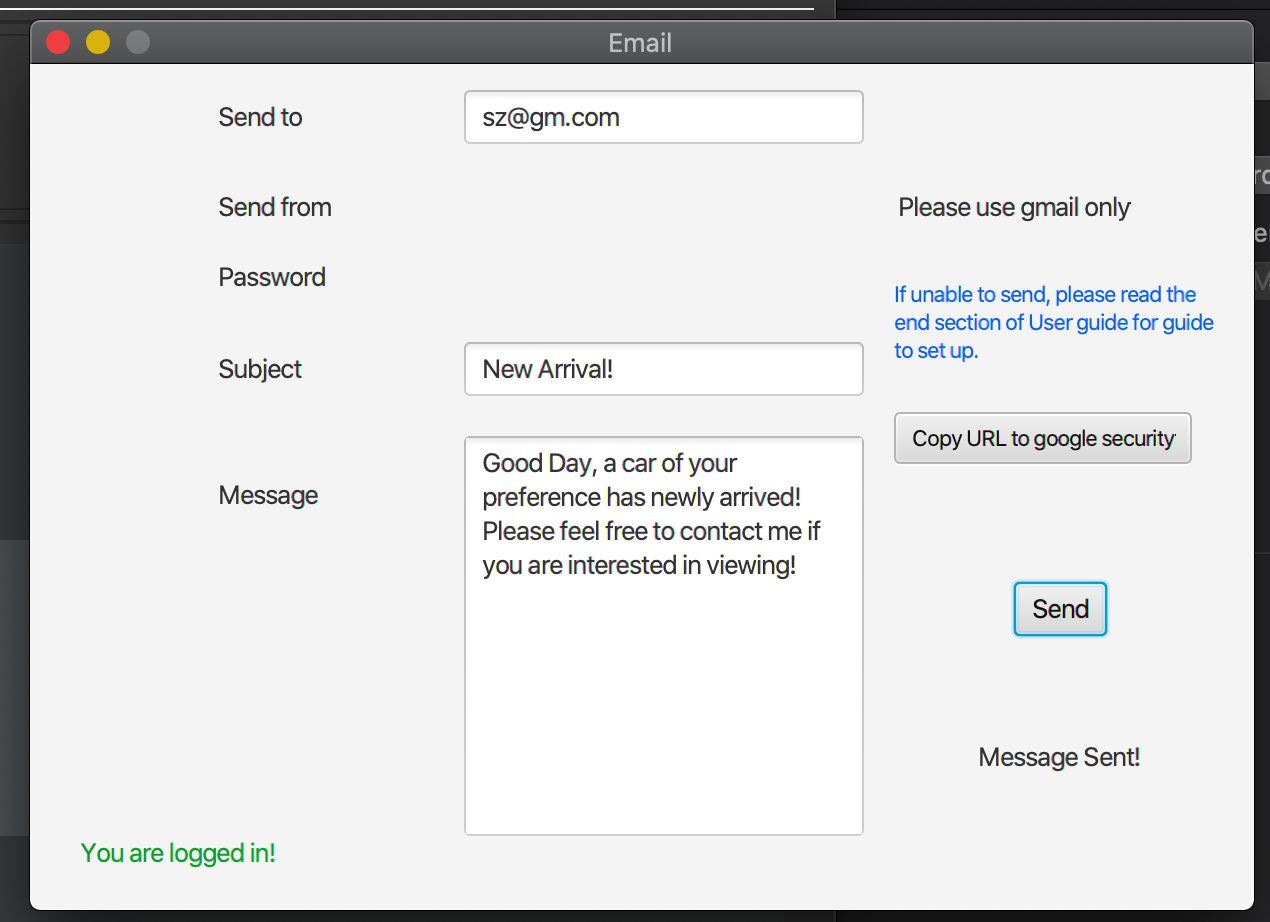 Email
Send to
sz@gm.com
Send from
Please use gmail only
Password
If unable to send, please read the
end section of User guide for guide
to set up.
Subject
New Arrival!
Copy URL to google security
Message
Good Day, a car of your
preference has newly arrived!
Please feel free to contact me if
you are interested in viewing!
Send
Message Sent!
You are logged in!